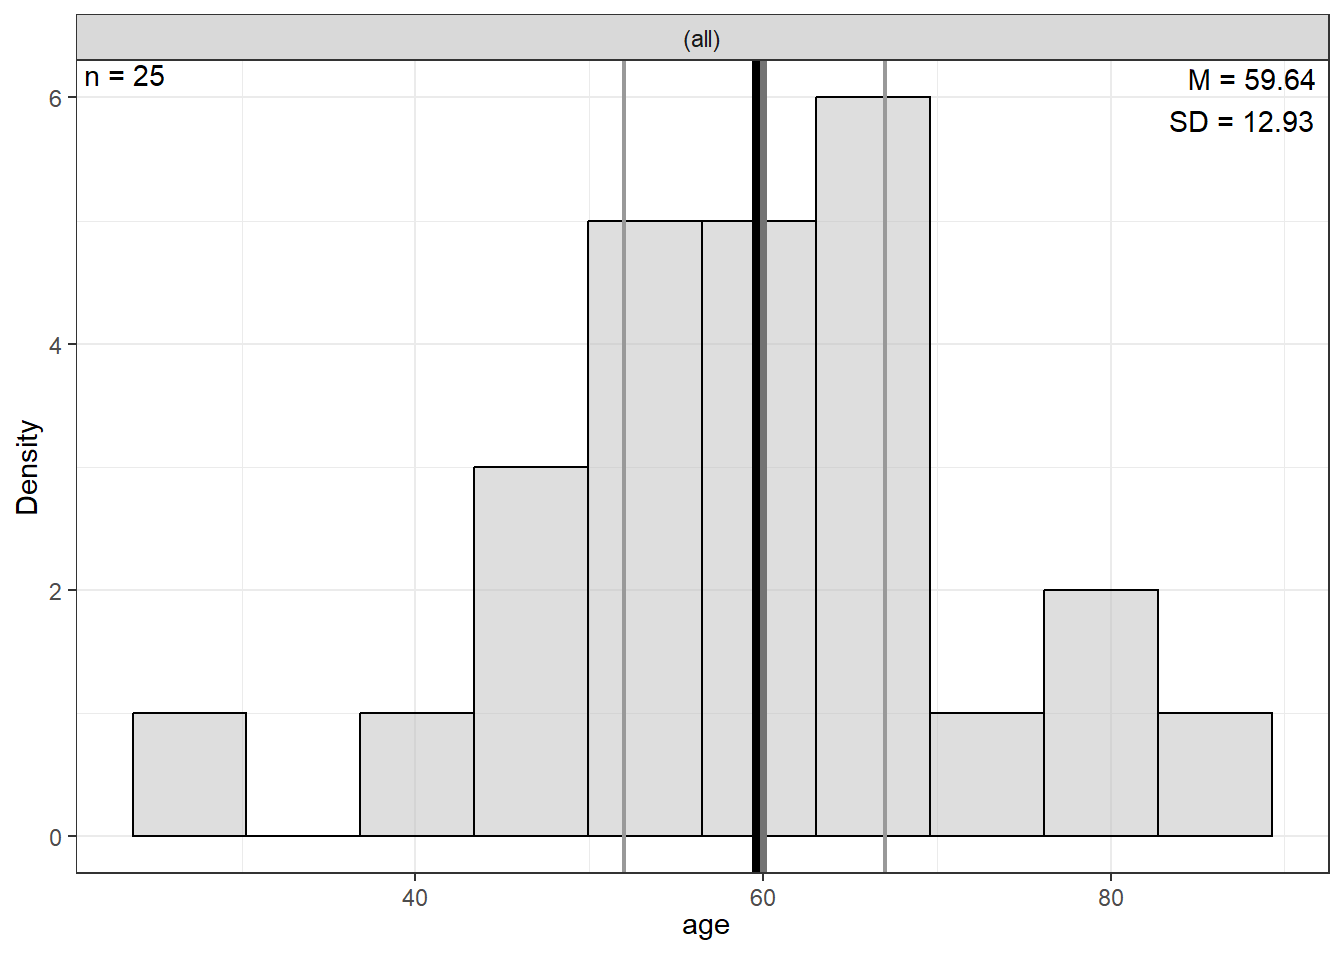 (all)
n = 25
M = 59.64
SD = 12.93
6
4
2
0
Density
40
60
80
age